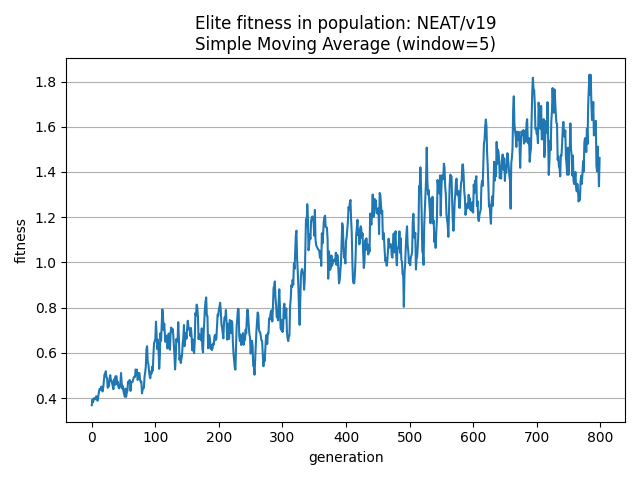 Elite fitness in population: NEAT/v19
Simple Moving Average (window=5)
fitness
1.8
1.6
1.4
1.2
1.0
0.8
0.6
0.4
0 100 200 300 400 500 600 700 800
generation